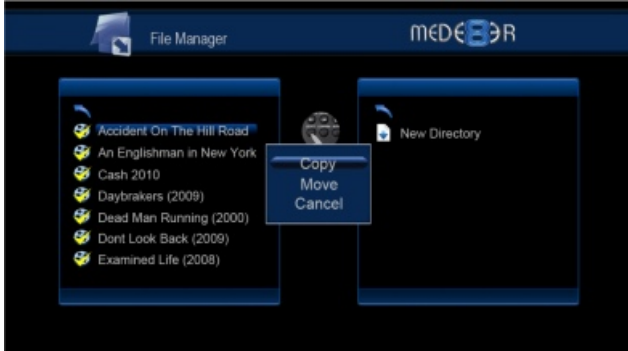 File Manager
MEDE8ER
Accident On The Hill Road
An Englishman in New York
Cash 2010
Daybrakers (2009)
Dead Man Running (2000)
Dont Look Back (2009)
Examined Life (2008)
Copy
Move
Cancel
New Directory